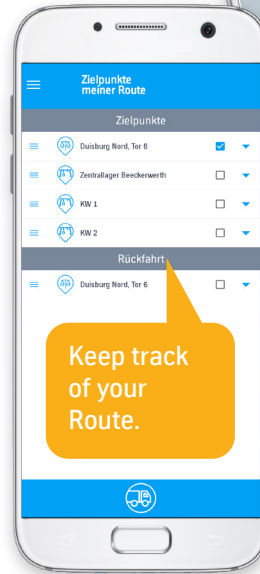 Zielpunkte
meiner Route
Zielpunkte
Duisburg Nord, Tor 6
Zentrallager Beeckerwerth
KW 1
KW 2
Rückfahrt
Duisburg Nord, Tor 6
Keep track
of your
Route.